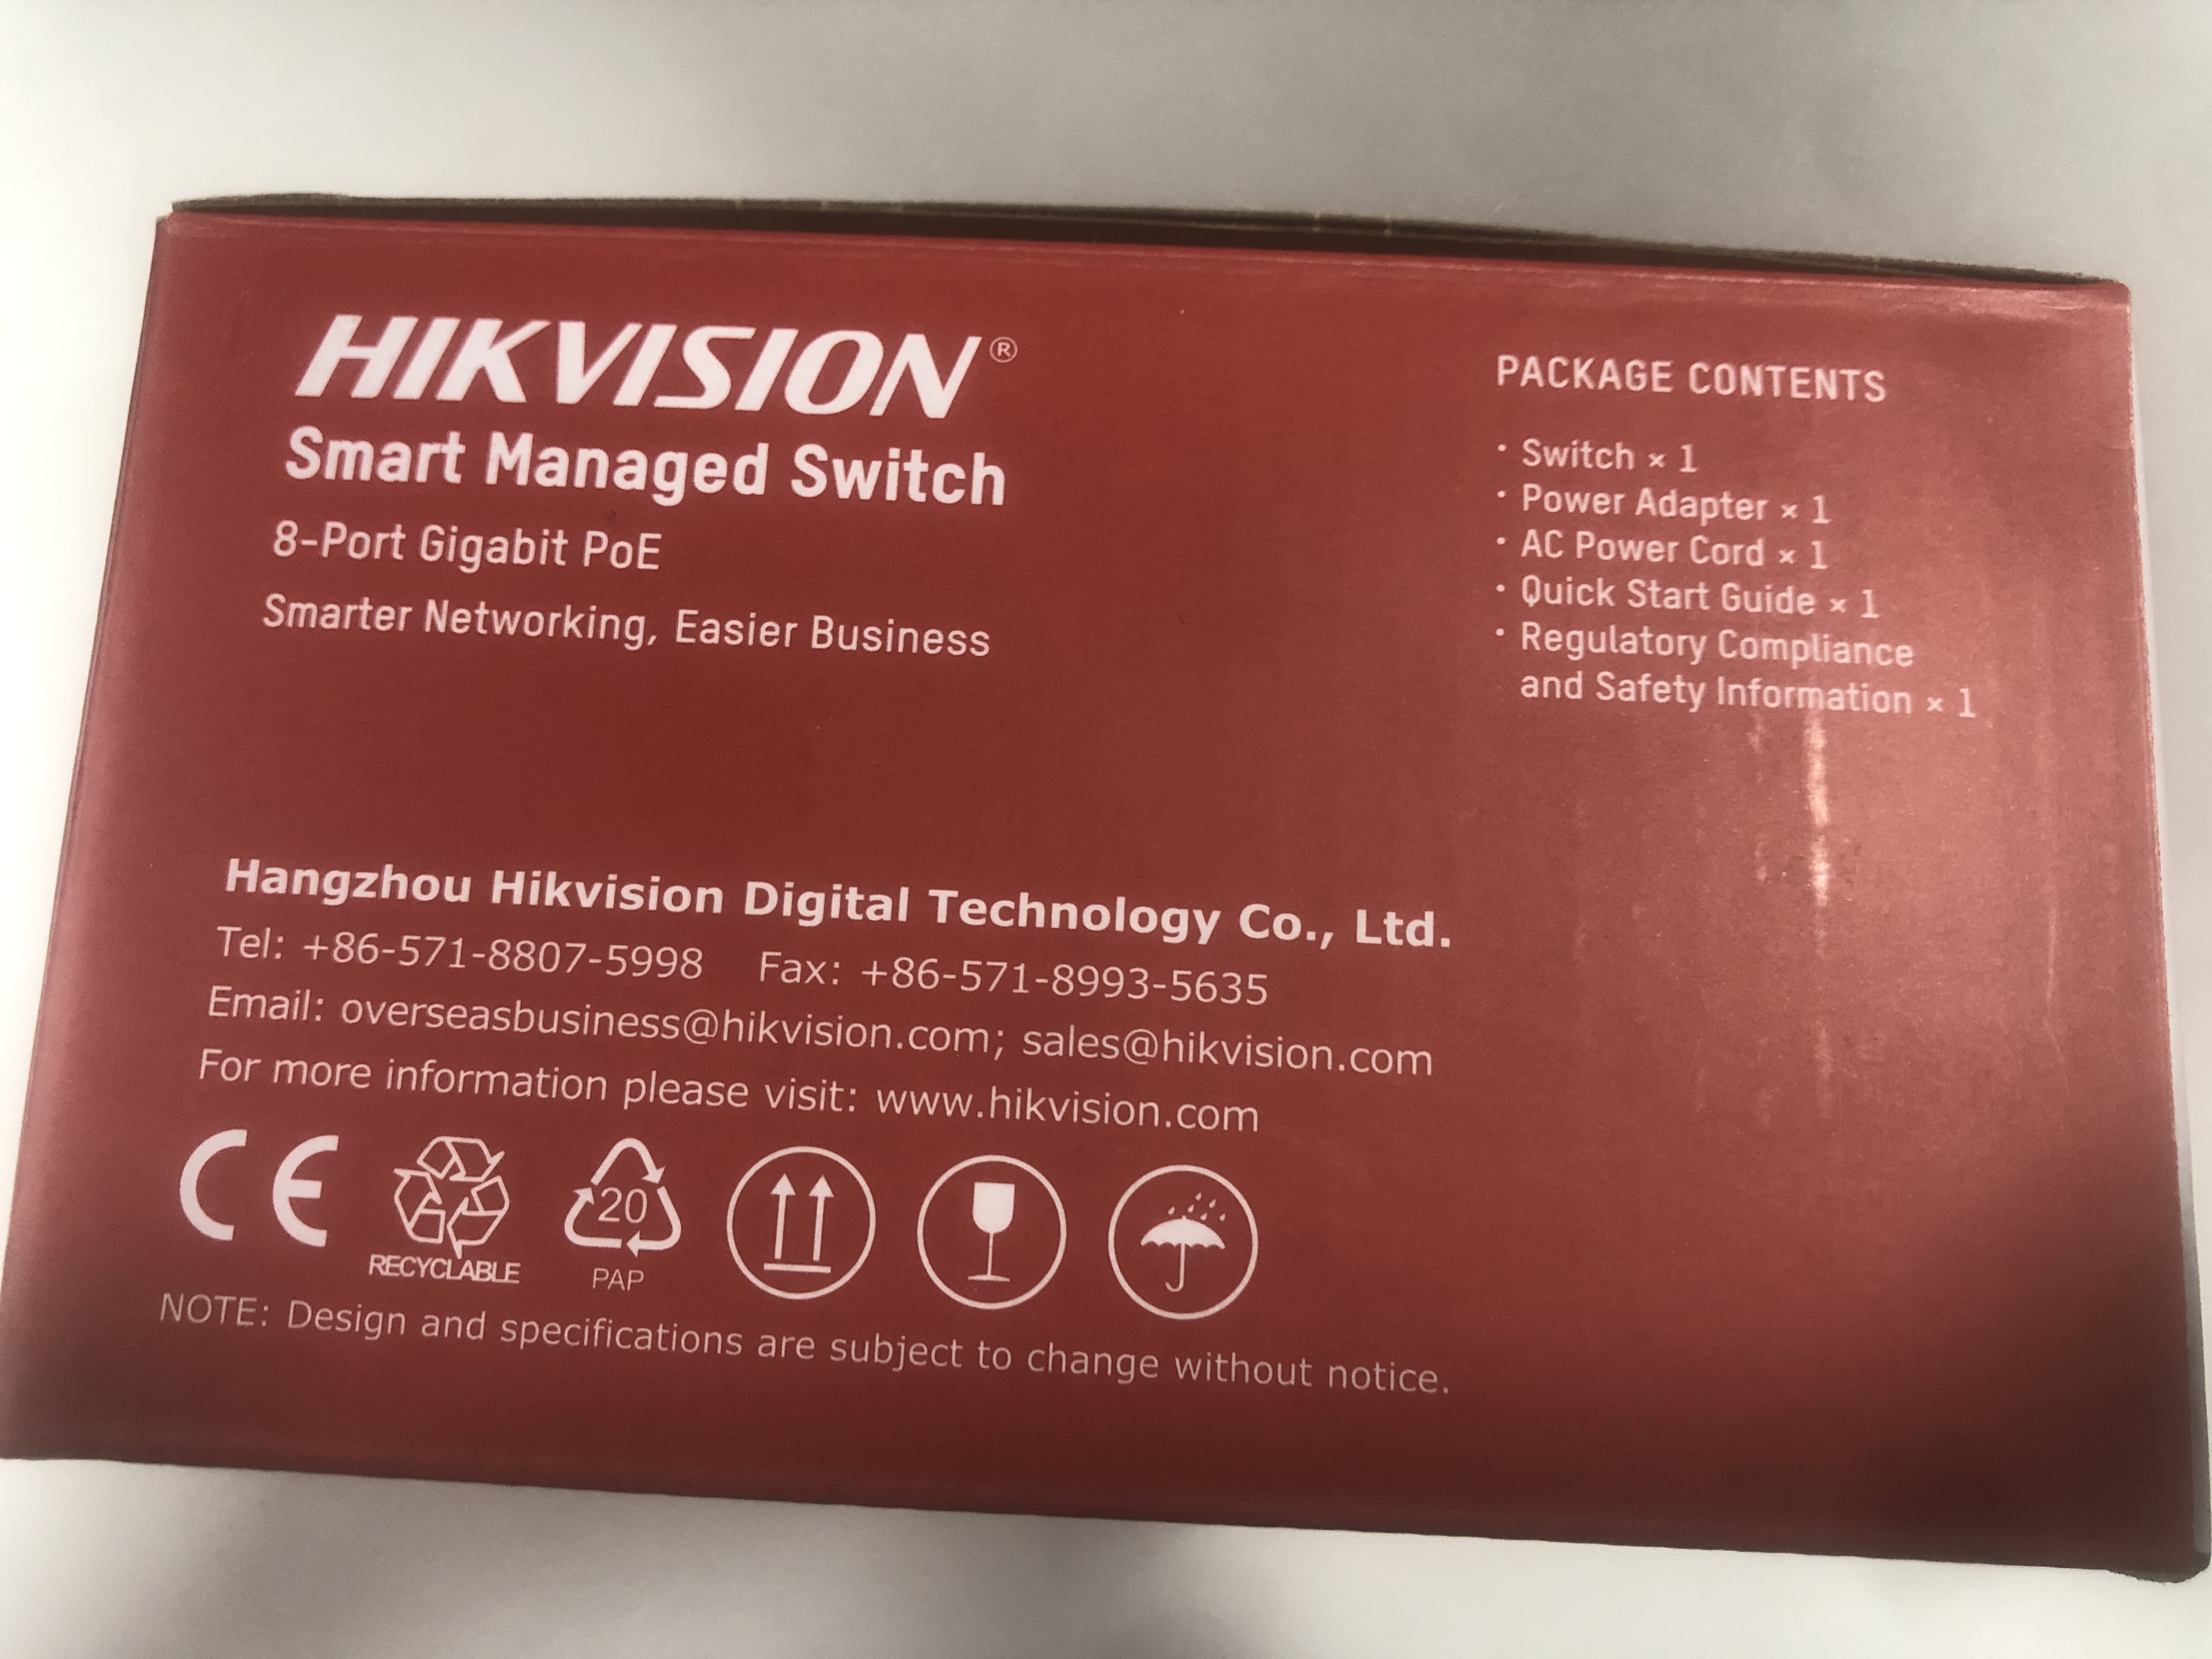 HIKVISION®
Smart Managed Switch
8-Port Gigabit PoE
Smarter Networking, Easier Business
PACKAGE CONTENTS
· Switch × 1
· Power Adapter × 1
· AC Power Cord × 1
· Quick Start Guide × 1
· Regulatory Compliance
and Safety Information × 1
Hangzhou Hikvision Digital Technology Co., Ltd.
Tel: +86-571-8807-5998 Fax: +86-571-8993-5635
Email: overseasbusiness@hikvision.com; sales@hikvision.com
For more information please visit: www.hikvision.com
CE
RECYCLABLE
20
PAP
NOTE: Design and specifications are subject to change without notice.